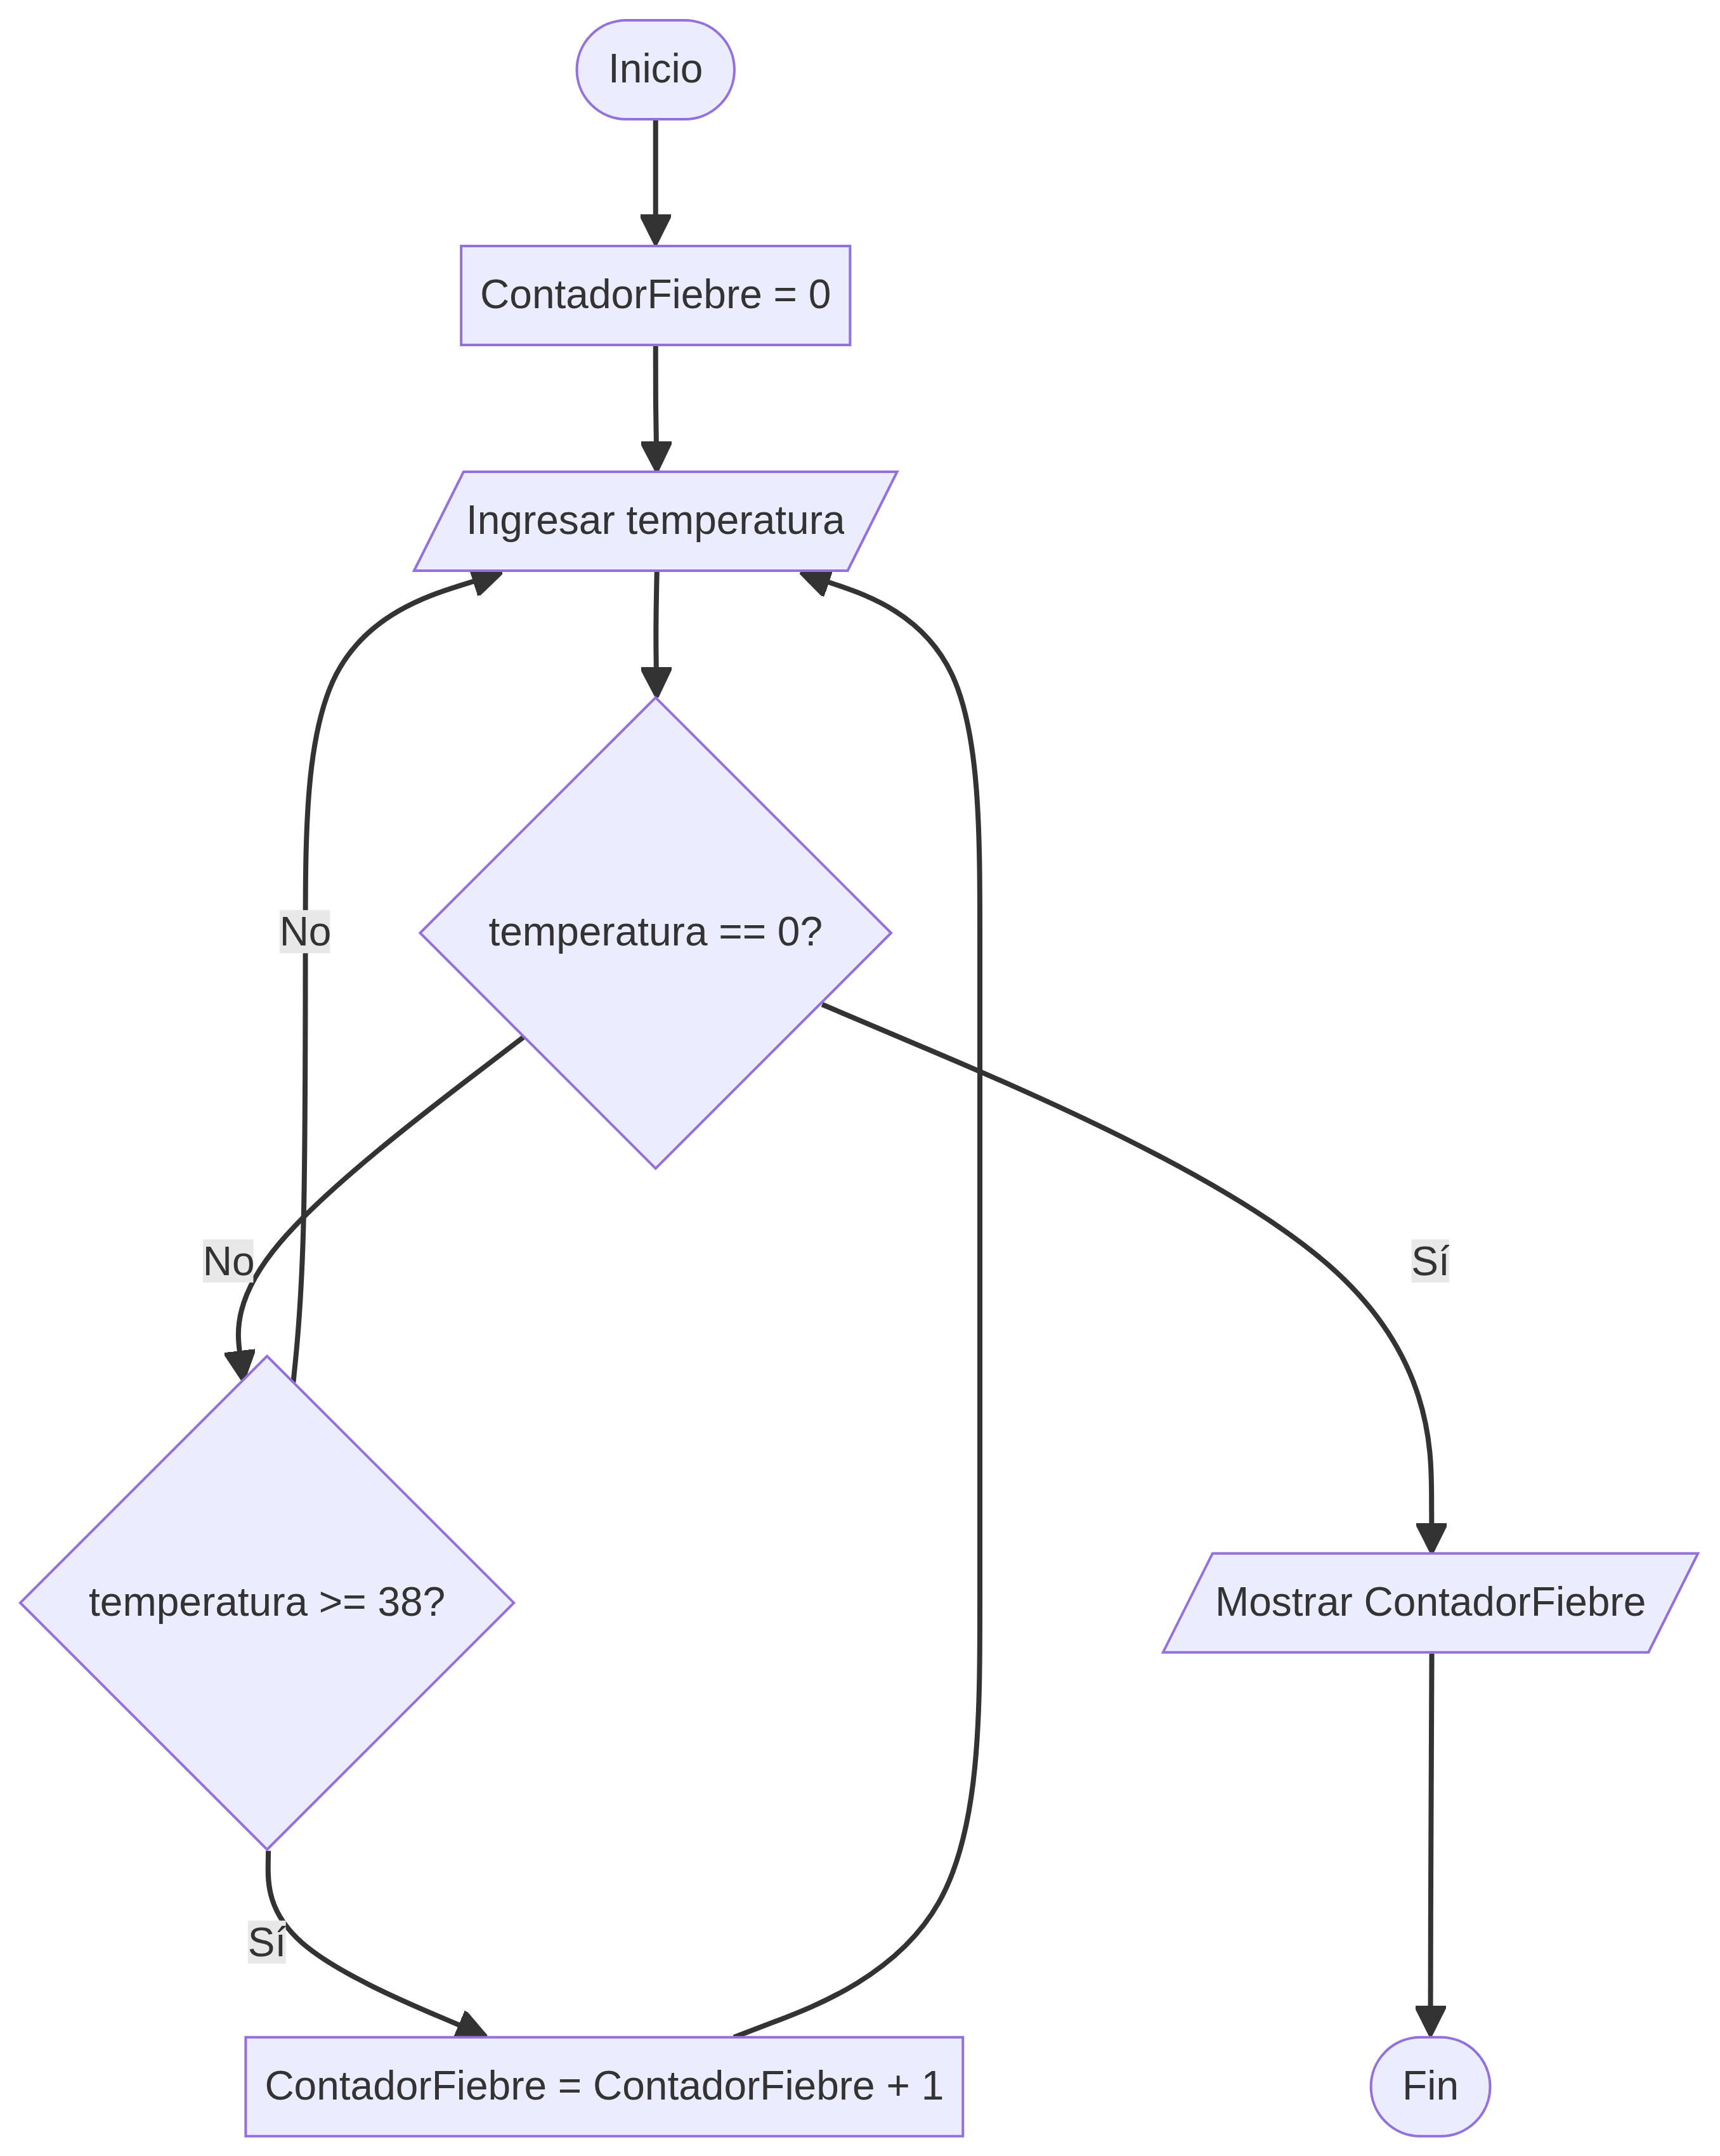 Inicio
ContadorFiebre = 0
Ingresar temperatura
temperatura == 0?
No
No
Sí
temperatura >= 38?
Mostrar ContadorFiebre
Sí
ContadorFiebre = ContadorFiebre + 1
Fin